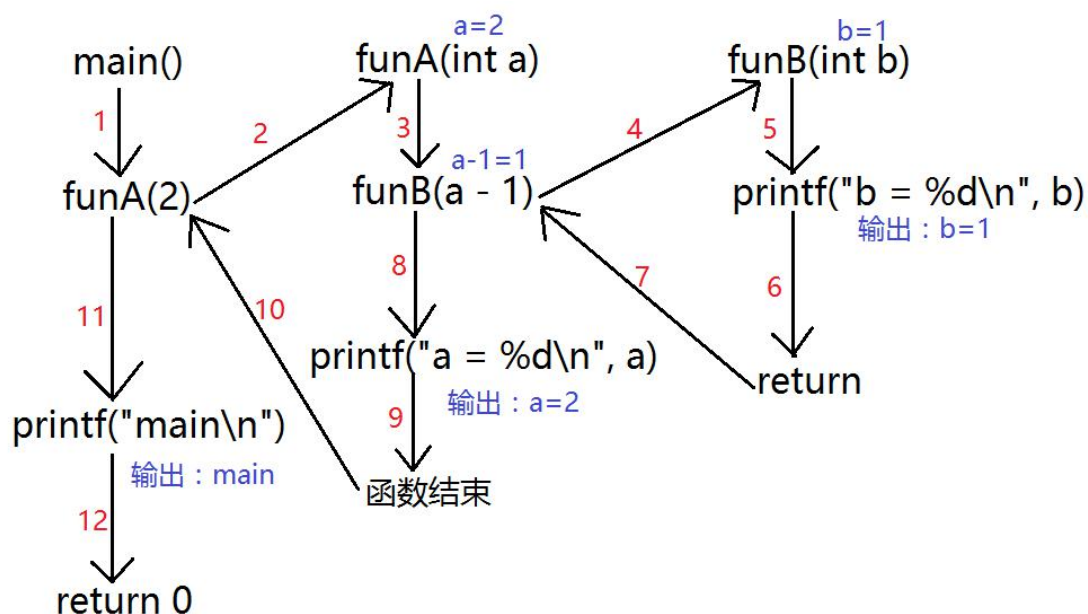 a=2
b=1
main()
funA(int a)
funB(int b)
1
2
3
4
5
a-1=1
funA(2)
funB(a - 1)
printf("b = %d\n", b)
输出：b=1
8
7
6
10
11
printf("a = %d\n", a)
return
输出：a=2
9
printf("main\n")
输出：main
函数结束
12
return 0